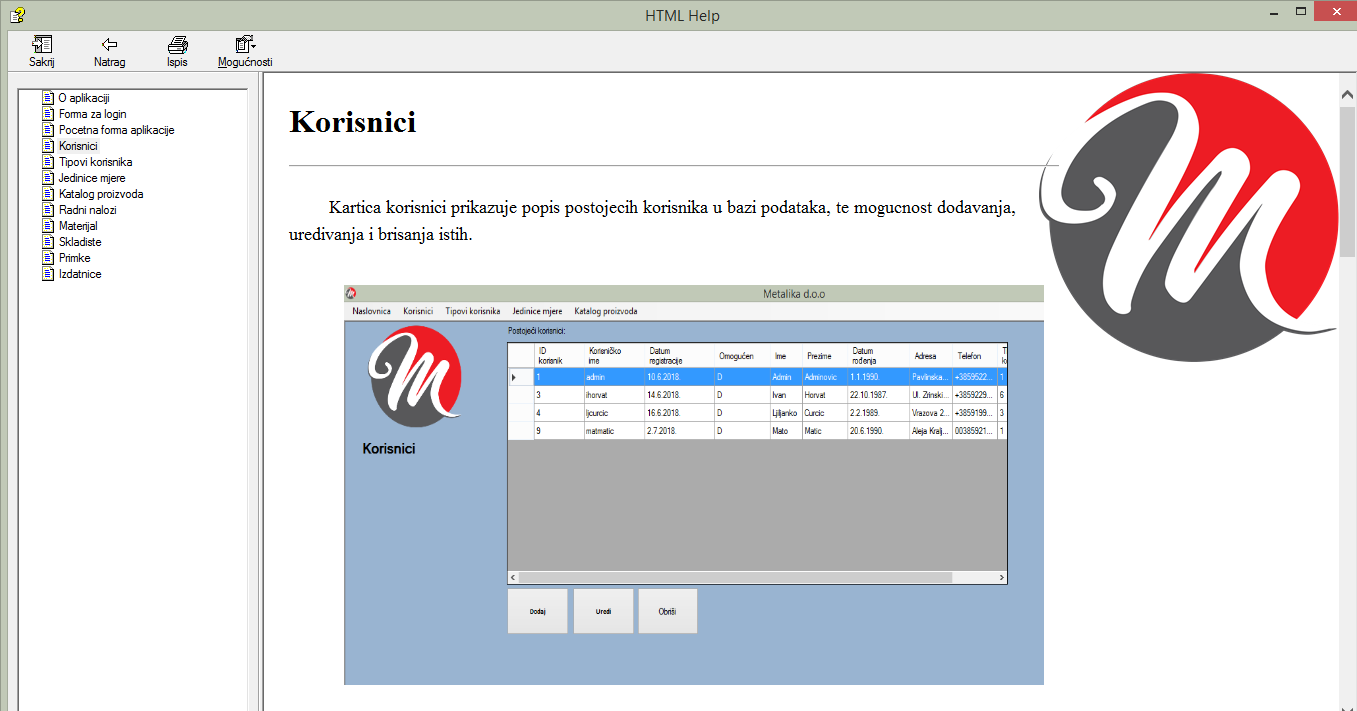 HTML Help
Sakrij Natrag Ispis Mogućnosti
O aplikaciji
Forma za login
Pocetna forma aplikacije
Korisnici
Tipovi korisnika
Jedinice mjere
Katalog proizvoda
Radni nalozi
Materijal
Skladiste
Primke
Izdatnice
Korisnici
Kartica korisnici prikazuje popis postojecih korisnika u bazi podataka, te mogucnost dodavanja,
uredivanja i brisanja istih.
Metalika d.o.o
Naslovnica Korisnici Tipovi korisnika Jedinice mjere Katalog proizvoda
Korisnici
Postojeći korisnici:
ID korisnik Korisničko ime Datum registracije Omogućen Ime Prezime Datum rođenja Adresa Telefon
1 admin 10.6.2018. D Admin Adminovic 1.1.1990. Pavlinska... +3859522... 1
3 ihorvat 14.6.2018. D Ivan Horvat 22.10.1987. Ul. Zrinski... +3859229... 6
4 ljcurcic 16.6.2018. D Ljiljanko Curcic 2.2.1989. Vrazova 2... +3859199... 3
9 matmatic 2.7.2018. D Mato Matic 20.6.1990. Aleja Kralj... 00385921... 1
Dodaj Uredi Obriši